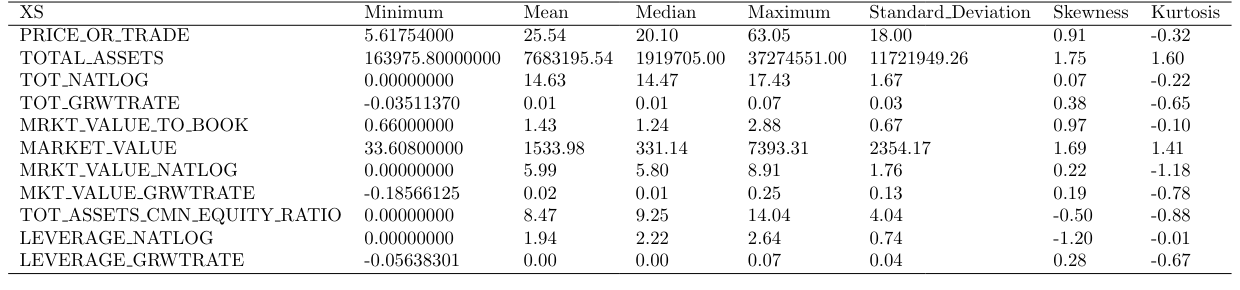 XS Minimum Mean Median Maximum Standard_Deviation Skewness Kurtosis
PRICE_OR_TRADE 5.61754000 25.54 20.10 63.05 18.00 0.91 -0.32
TOTAL_ASSETS 163975.80000000 7683195.54 1919705.00 37274551.00 11721949.26 1.75 1.60
TOT_NATLOG 0.00000000 14.63 14.47 17.43 1.67 0.07 -0.22
TOT_GRWTRATE -0.03511370 0.01 0.01 0.07 0.03 0.38 -0.65
MRKT_VALUE_TO_BOOK 0.66000000 1.43 1.24 2.88 0.67 0.97 -0.10
MARKET_VALUE 33.60800000 1533.98 331.14 7393.31 2354.17 1.69 1.41
MRKT_VALUE_NATLOG 0.00000000 5.99 5.80 8.91 1.76 0.22 -1.18
MKT_VALUE_GRWTRATE -0.18566125 0.02 0.01 0.25 0.13 0.19 -0.78
TOT_ASSETS_CMN_EQUITY_RATIO 0.00000000 8.47 9.25 14.04 4.04 -0.50 -0.88
LEVERAGE_NATLOG 0.00000000 1.94 2.22 2.64 0.74 -1.20 -0.01
LEVERAGE_GRWTRATE -0.05638301 0.00 0.00 0.07 0.04 0.28 -0.67